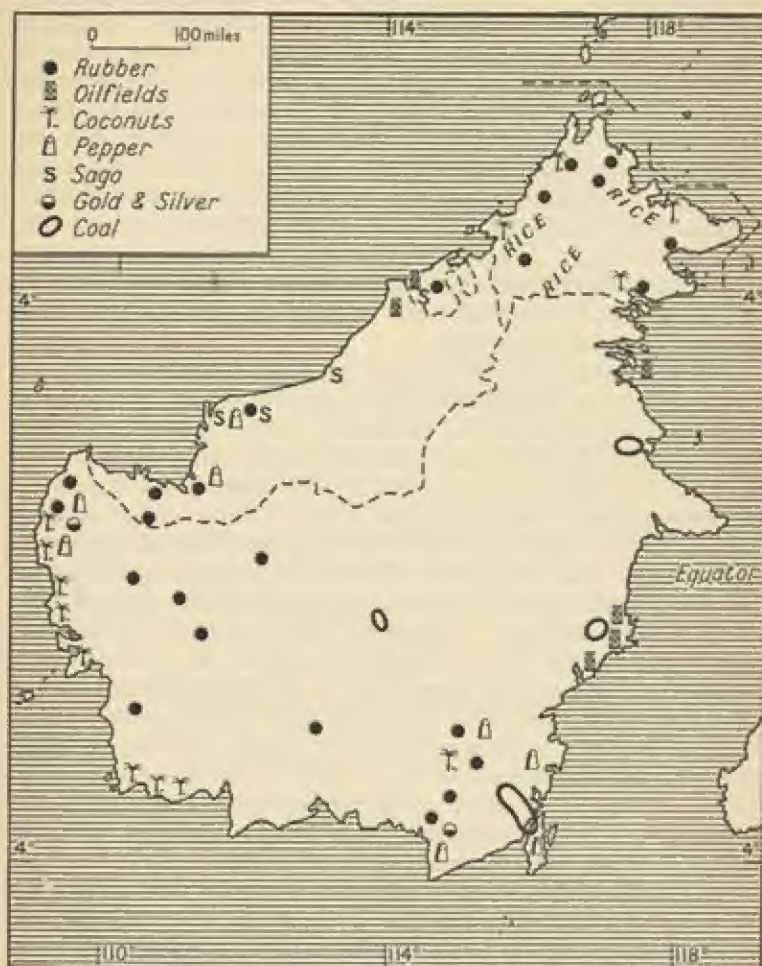 0 100 miles
Rubber
Oilfields
Coconuts
Pepper
S Sago
Gold & Silver
Coal
114° 118°
RICE
RICE
RICE
4° 4°
S
S
S S
Equator
4° 4°
110° 114° 118°